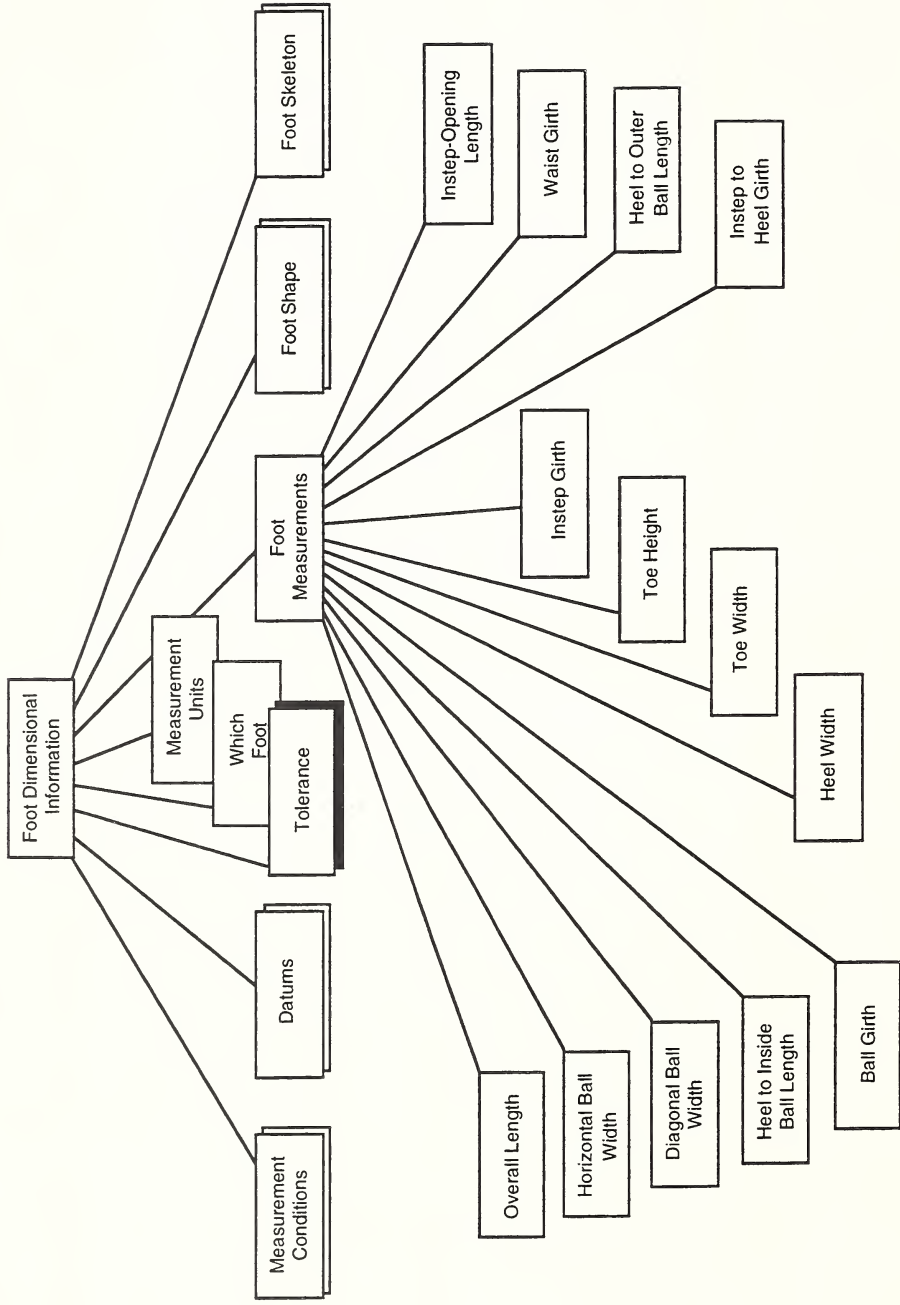 Foot Dimensional
Information
Measurement
Conditions
Datums
Tolerance
Which
Foot
Measurement
Units
Foot
Measurements
Foot Shape
Foot Skeleton
Overall Length
Horizontal Ball
Width
Diagonal Ball
Width
Heel to Inside
Ball Length
Ball Girth
Heel Width
Toe Width
Toe Height
Instep Girth
Instep to
Heel Girth
Heel to Outer
Ball Length
Waist Girth
Instep-Opening
Length